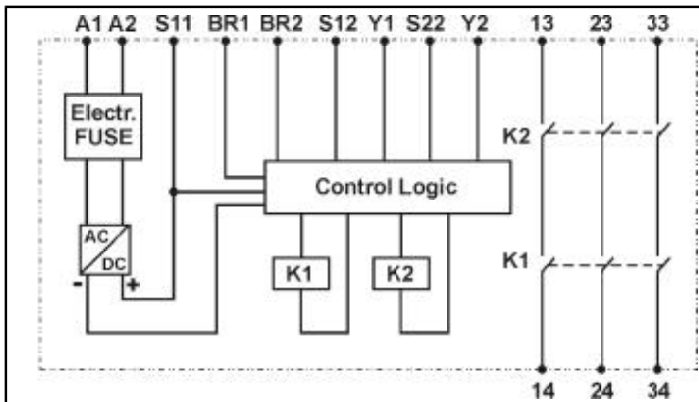 A1 A2 S11 BR1 BR2 S12 Y1 S22 Y2 13 23 33
Electr.
FUSE
K2
Control Logic
AC
DC
- +
K1 K2
K1
14 24 34